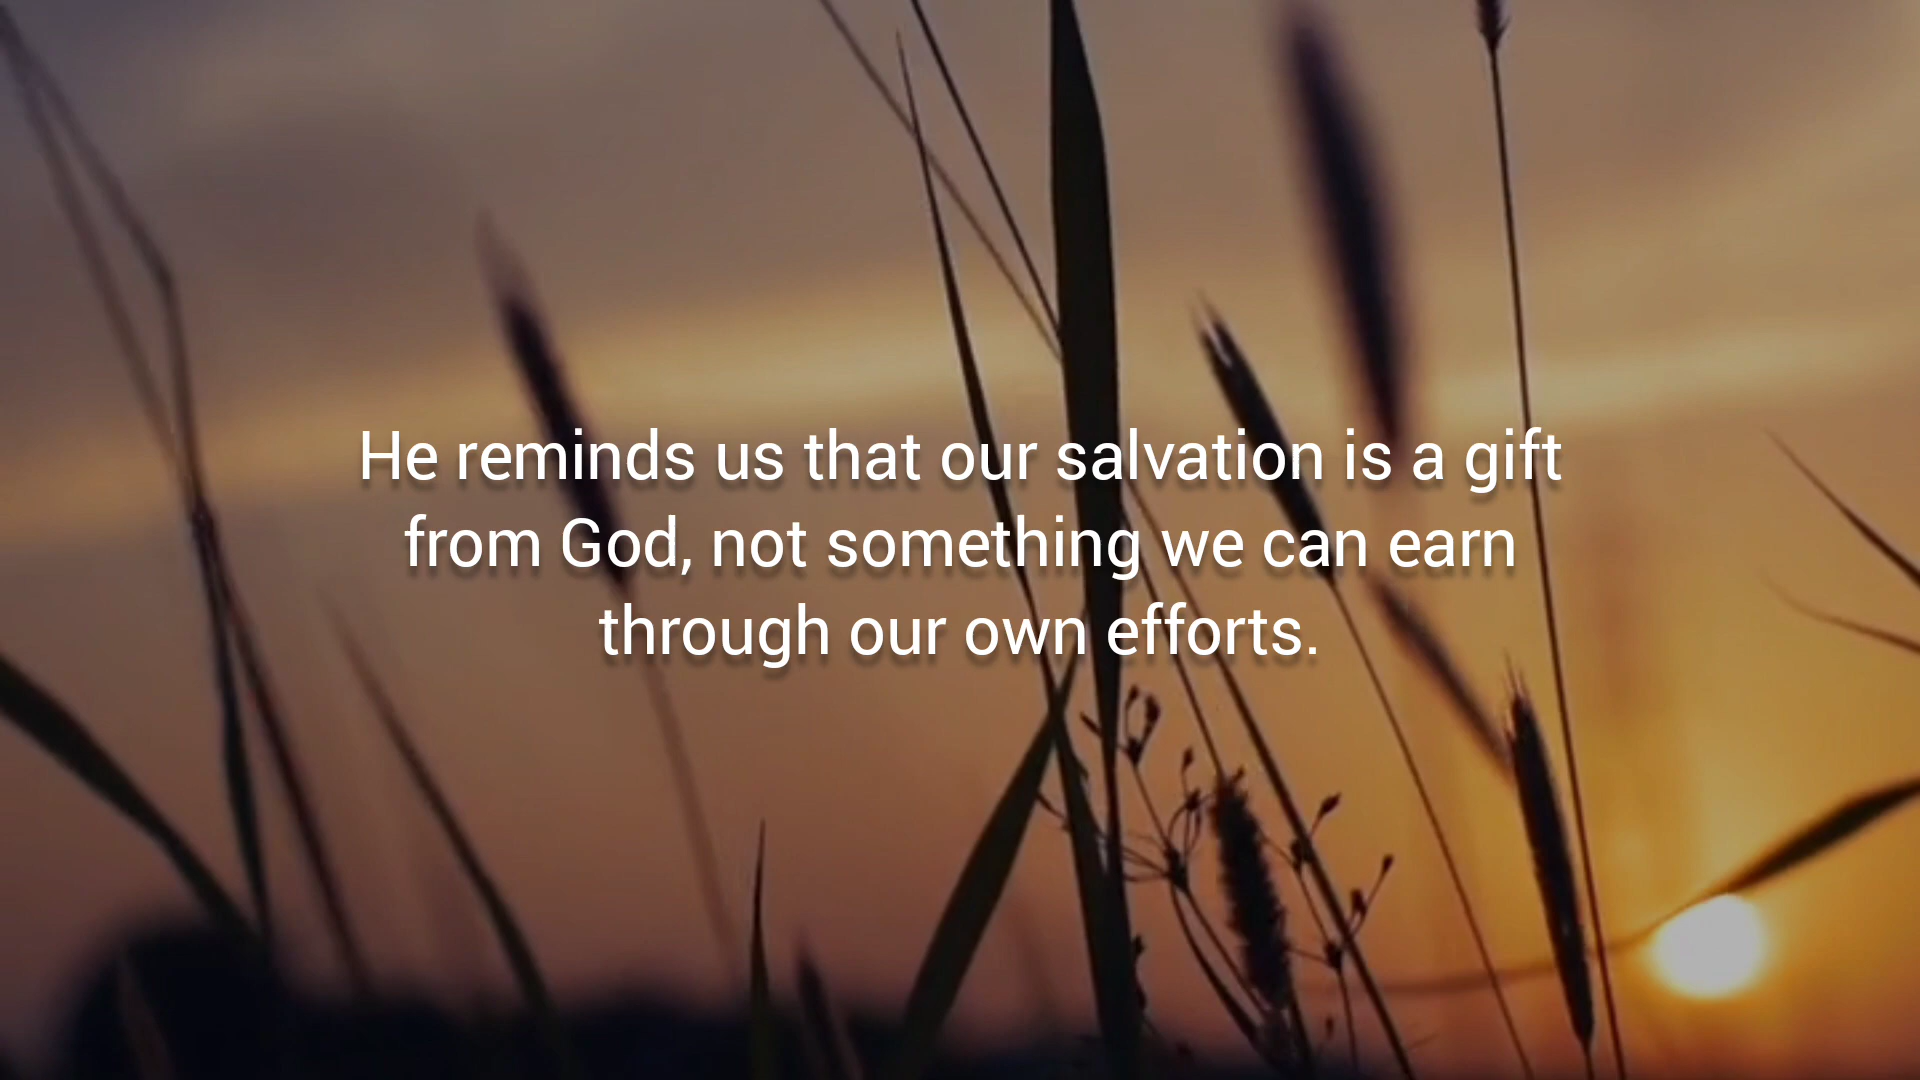 He reminds us that our salvation is a gift
from God, not something we can earn
through our own efforts.